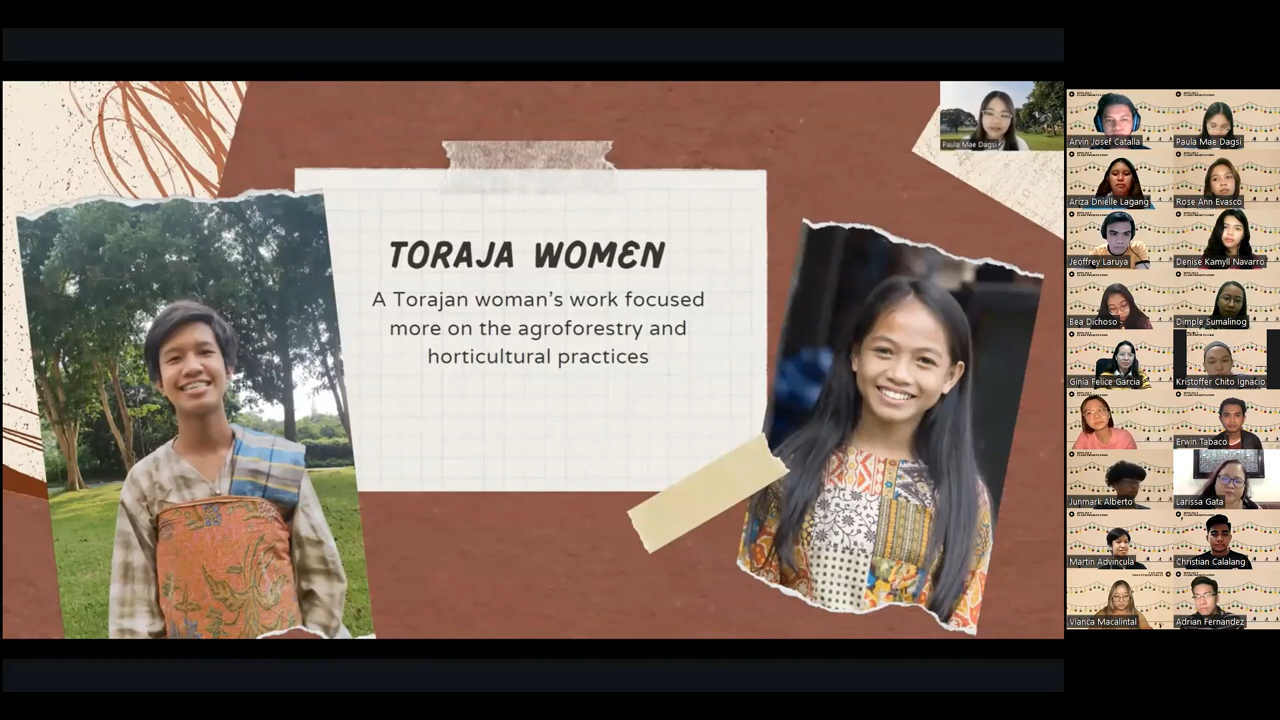 TORAJA WOMEN
A Torajan woman's work focused
more on the agroforestry and
horticultural practices
Paula Mae Dagsi
Arvin Josef Catalla
Paula Mae Dagsi
Ariza Dnielle Lagang
Rose Ann Evasco
Jeoffrey Laruya
Denise Kamyll Navarro
Bea Dichoso
Dimple Sumalinog
Ginia Felice Garcia
Kristoffer Chito Ignacio
Erwin Tabaco
Junmark Alberto
Larissa Gata
Martin Advincula
Christian Calalang
Vianca Macalintal
Adrian Fernandez